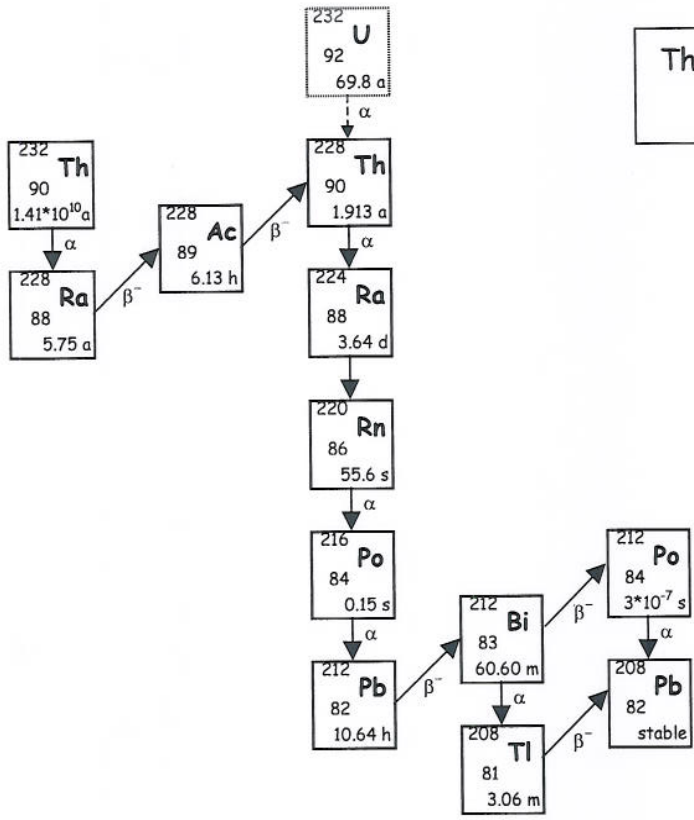 232
U
92
69.8 a
α
Th
232
Th
90
1.41*10¹⁰a
α
228
Th
90
1.913 a
α
228
Ac
89
6.13 h
β⁻
β⁻
228
Ra
88
5.75 a
224
Ra
88
3.64 d
220
Rn
86
55.6 s
α
216
Po
84
0.15 s
α
212
Po
84
3*10⁻⁷ s
α
212
Bi
83
60.60 m
α
β⁻
β⁻
212
Pb
82
10.64 h
208
Pb
82
stable
208
Tl
81
3.06 m
β⁻